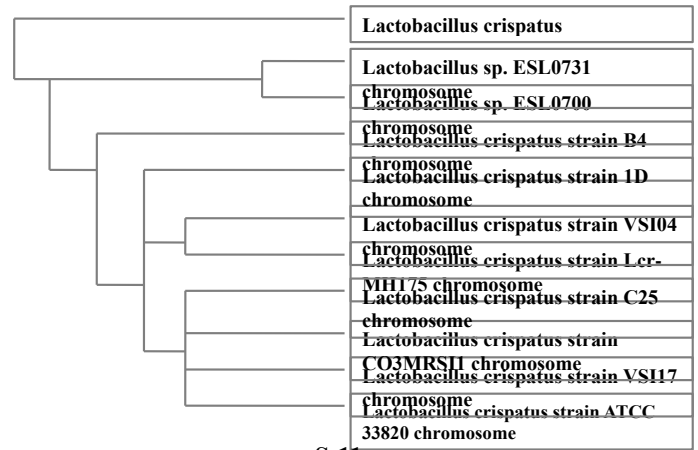 Lactobacillus crispatus
Lactobacillus sp. ESL0731
chromosome
Lactobacillus sp. ESL0700
chromosome
Lactobacillus crispatus strain B4
chromosome
Lactobacillus crispatus strain 1D
chromosome
Lactobacillus crispatus strain VSI04
chromosome
Lactobacillus crispatus strain Lcr-
MH175 chromosome
Lactobacillus crispatus strain C25
chromosome
Lactobacillus crispatus strain
CO3MRSI1 chromosome
Lactobacillus crispatus strain VSI17
chromosome
Lactobacillus crispatus strain ATCC
33820 chromosome